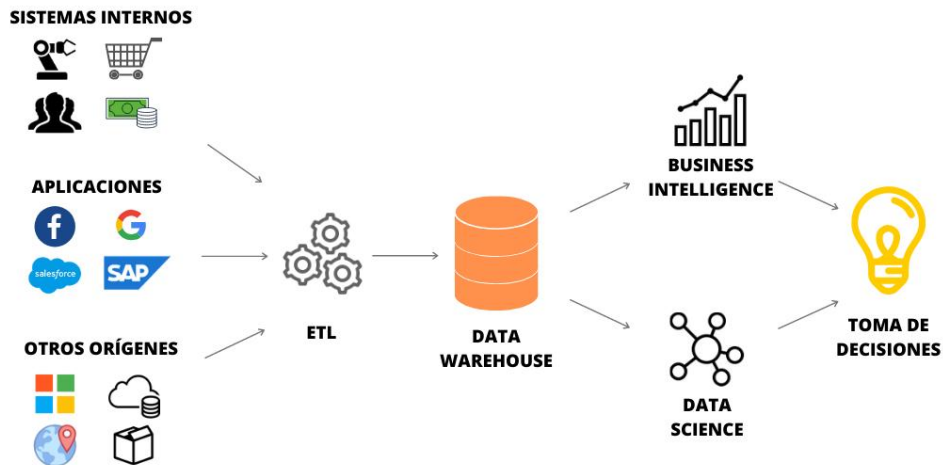 SISTEMAS INTERNOS
APLICACIONES
f
G
salesforce
SAP
OTROS ORÍGENES
ETL
DATA
WAREHOUSE
BUSINESS
INTELLIGENCE
DATA
SCIENCE
TOMA DE
DECISIONES